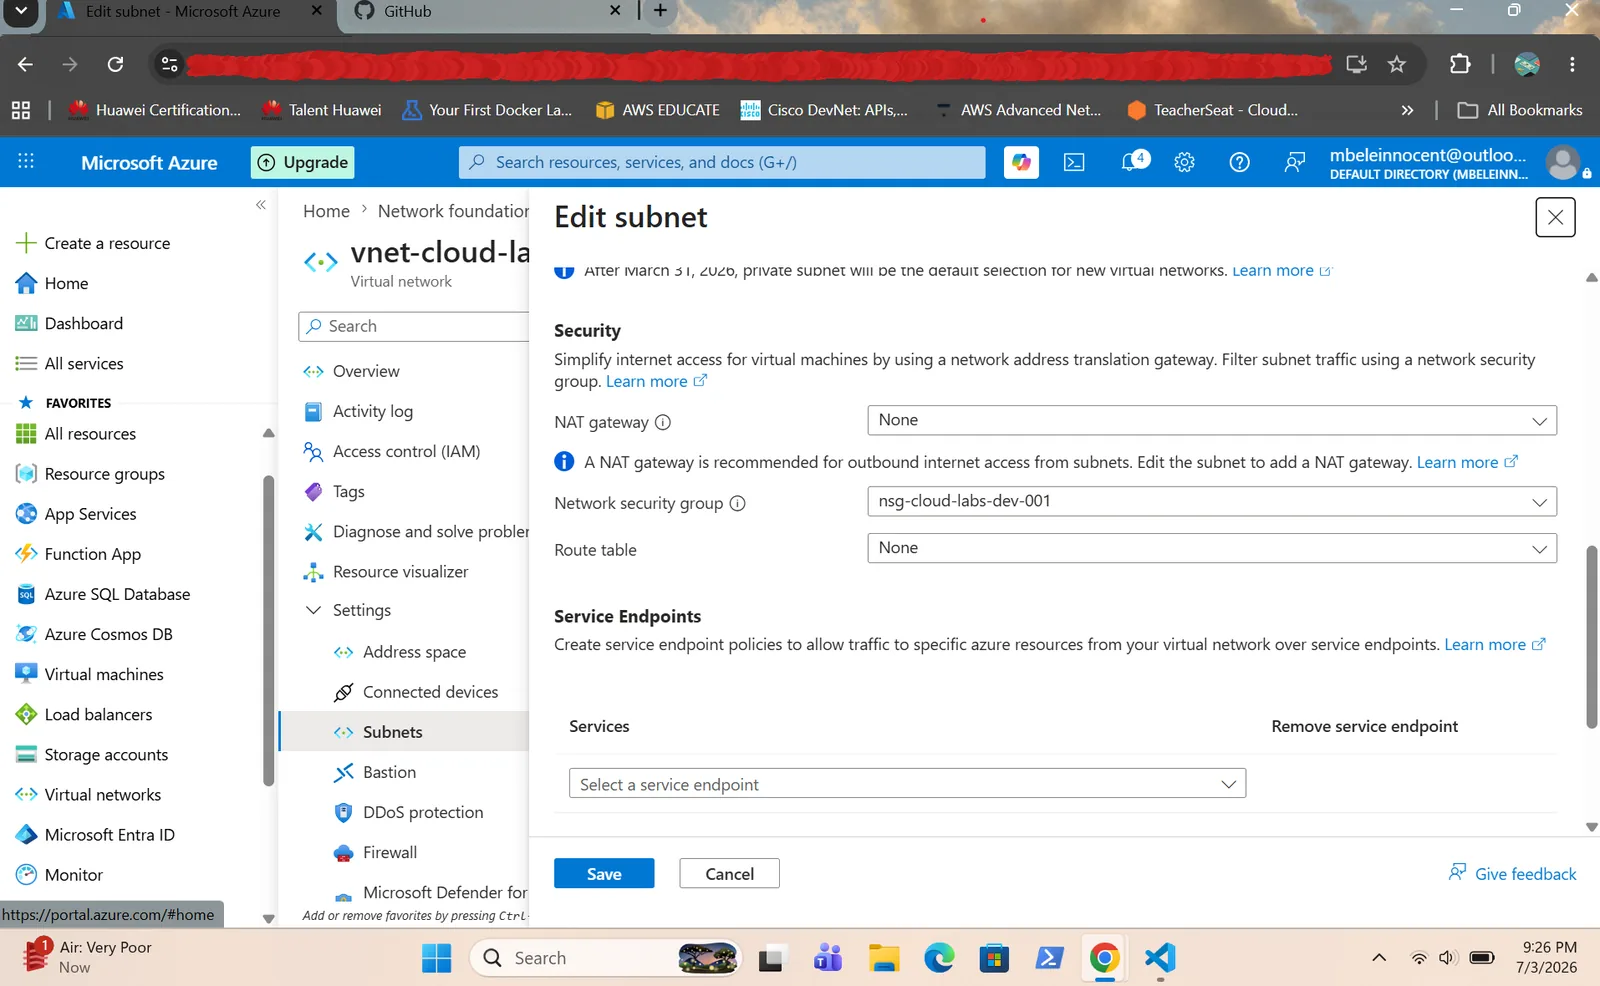 Edit subnet - Microsoft Azure
GitHub
Huawei Certification...
Talent Huawei
Your First Docker La...
AWS EDUCATE
Cisco DevNet: APIs,...
AWS Advanced Net...
TeacherSeat - Cloud...
All Bookmarks
Microsoft Azure
Upgrade
Search resources, services, and docs (G+/)
4
mbeleinnocent@outloo...
DEFAULT DIRECTORY (MBELEINN...
Create a resource
Home
Dashboard
All services
FAVORITES
All resources
Resource groups
App Services
Function App
Azure SQL Database
Azure Cosmos DB
Virtual machines
Load balancers
Storage accounts
Virtual networks
Microsoft Entra ID
Monitor
https://portal.azure.com/#home
Home > Network foundation
vnet-cloud-la
Virtual network
Search
Overview
Activity log
Access control (IAM)
Tags
Diagnose and solve probler
Resource visualizer
Settings
Address space
Connected devices
Subnets
Bastion
DDoS protection
Firewall
Microsoft Defender for
Add or remove favorites by pressing Ctrl-
Edit subnet
After March 31, 2026, private subnet will be the default selection for new virtual networks. Learn more
Security
Simplify internet access for virtual machines by using a network address translation gateway. Filter subnet traffic using a network security
group. Learn more
NAT gateway
None
A NAT gateway is recommended for outbound internet access from subnets. Edit the subnet to add a NAT gateway. Learn more
Network security group
nsg-cloud-labs-dev-001
Route table
None
Service Endpoints
Create service endpoint policies to allow traffic to specific azure resources from your virtual network over service endpoints. Learn more
Services
Remove service endpoint
Select a service endpoint
Save
Cancel
Give feedback
1
Air: Very Poor
Now
Search
9:26 PM
7/3/2026